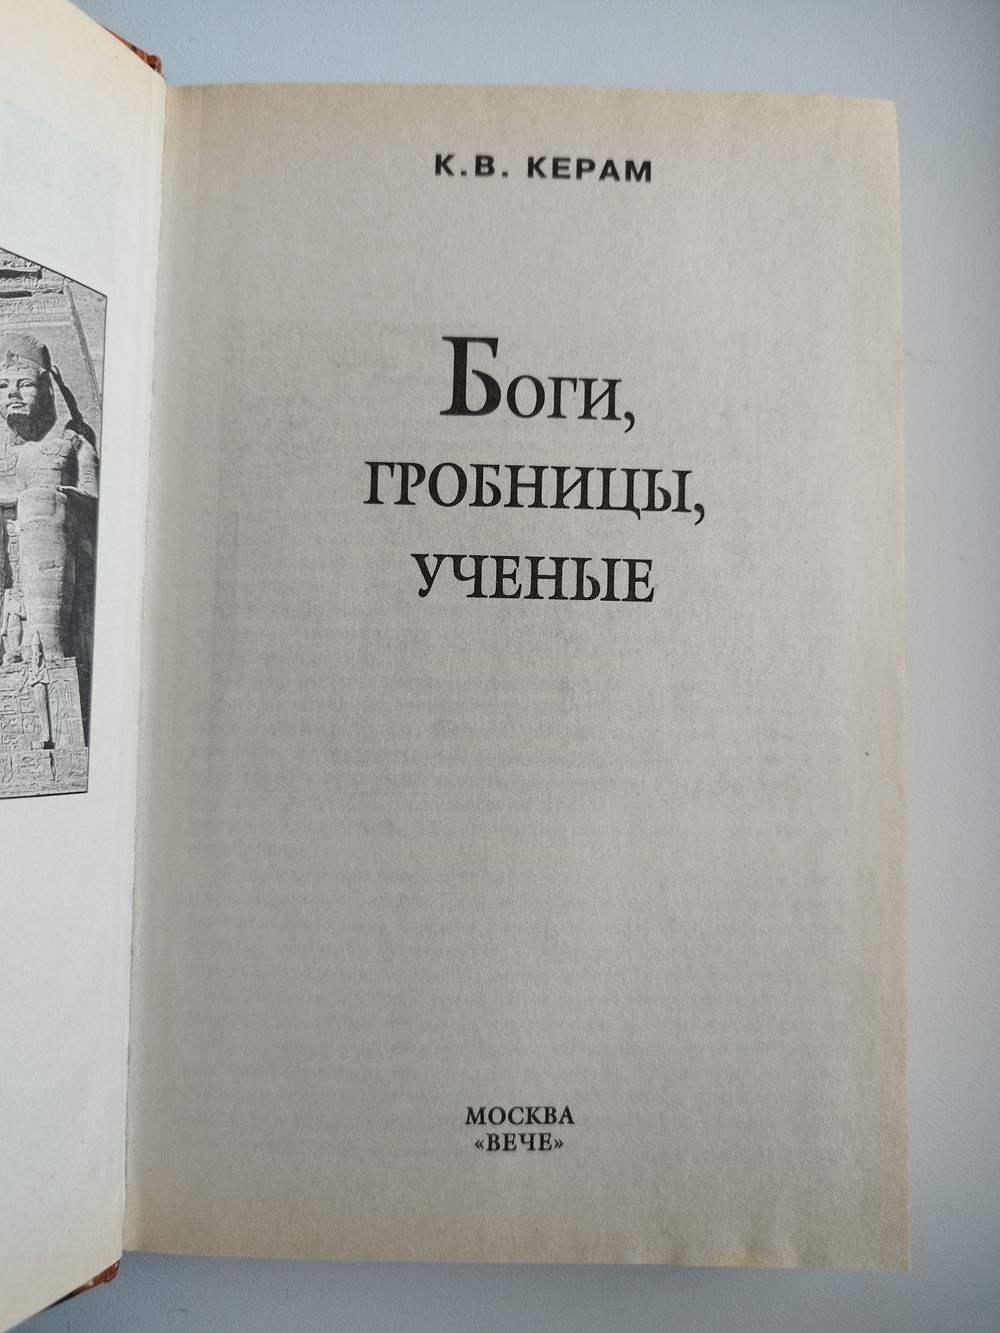 К.В. КЕРАМ
БОГИ,
ГРОБНИЦЫ,
УЧЕНЫЕ
МОСКВА
«ВЕЧЕ»